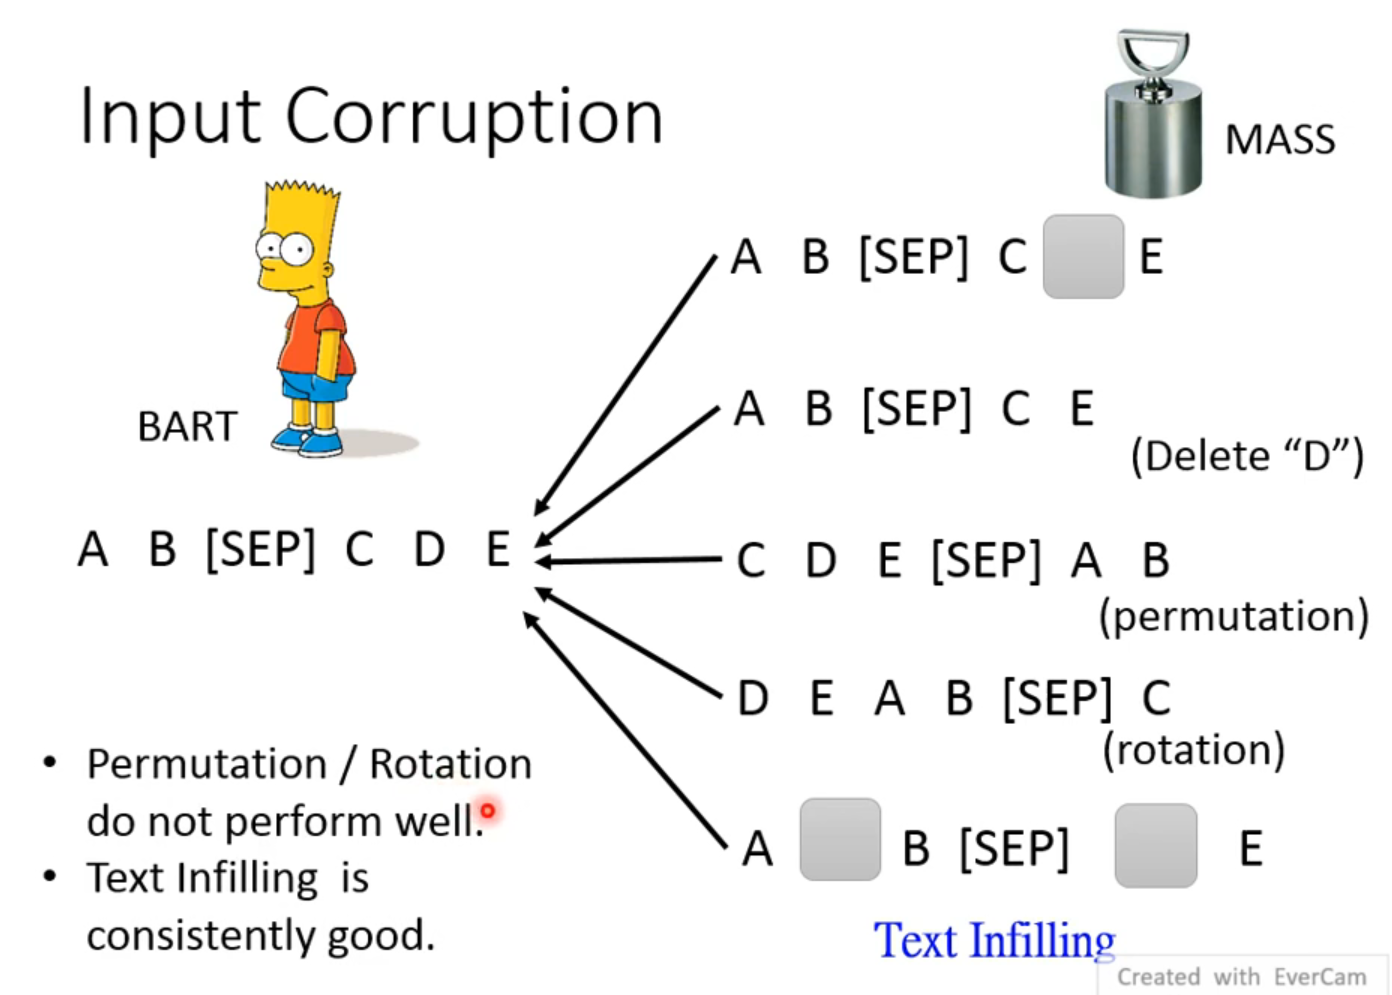 Input Corruption
MASS
A B [SEP] C E
BART
A B [SEP] C E
(Delete “D”)
A B [SEP] C D E
C D E [SEP] A B
(permutation)
D E A B [SEP] C
(rotation)
• Permutation / Rotation
do not perform well.
• Text Infilling is
consistently good.
A B [SEP] E
Text Infilling
Created with EverCam